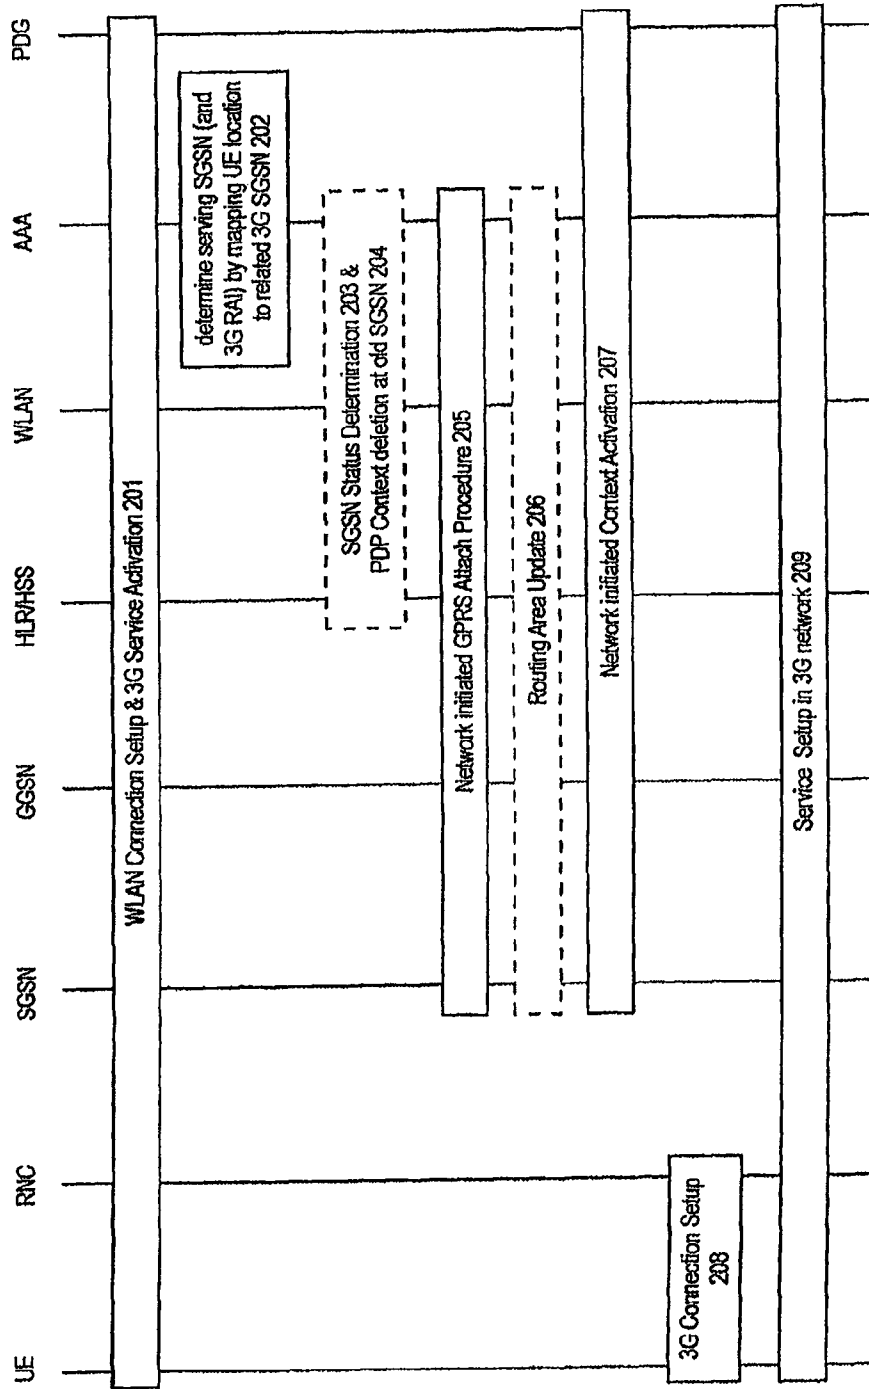 UE RNC SGSN GGSN HLR/HSS WLAN AAA PDG
WLAN Connection Setup & 3G Service Activation 201
determine serving SGSN (and
3G RAI) by mapping UE location
to related 3G SGSN 202
SGSN Status Determination 203 &
PDP Context deletion at old SGSN 204
Network initiated GPRS Attach Procedure 205
Routing Area Update 206
Network initiated Context Activation 207
3G Connection Setup
208
Service Setup in 3G network 209